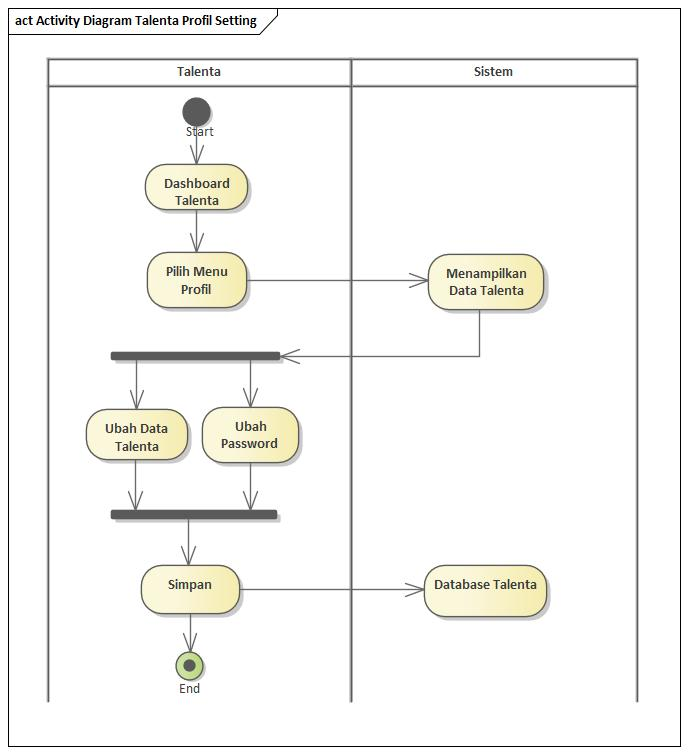 act Activity Diagram Talenta Profil Setting
Talenta
Sistem
Start
Dashboard
Talenta
Pilih Menu
Profil
Menampilkan
Data Talenta
Ubah Data
Talenta
Ubah
Password
Simpan
Database Talenta
End